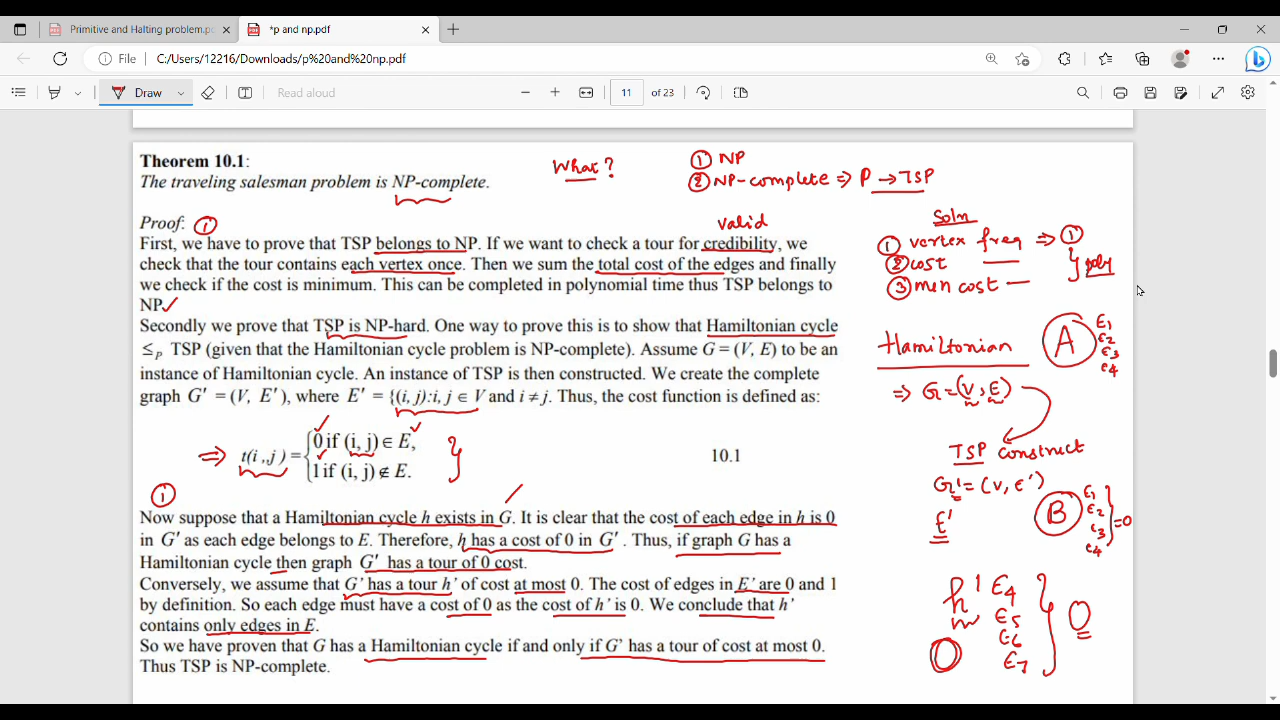 Primitive and Halting problem.pd
*p and np.pdf
File C:/Users/12216/Downloads/p%20and%20np.pdf
Draw Read aloud 11 of 23
Theorem 10.1:
The traveling salesman problem is NP-complete.
What?
① NP
② NP-complete ⇒ P → TSP
Proof: ①
valid
First, we have to prove that TSP belongs to NP. If we want to check a tour for credibility, we
check that the tour contains each vertex once. Then we sum the total cost of the edges and finally
we check if the cost is minimum. This can be completed in polynomial time thus TSP belongs to
NP ✓
Secondly we prove that TSP is NP-hard. One way to prove this is to show that Hamiltonian cycle
≤p TSP (given that the Hamiltonian cycle problem is NP-complete). Assume G = (V, E) to be an
instance of Hamiltonian cycle. An instance of TSP is then constructed. We create the complete
graph G′ = (V, E′), where E′ = {(i, j):i, j ∈ V and i ≠ j. Thus, the cost function is defined as:
⇒ t(i ,j ) = {0 if (i, j) ∈ E,
1 if (i, j) ∉ E.
10.1
①
Now suppose that a Hamiltonian cycle h exists in G. It is clear that the cost of each edge in h is 0
in G′ as each edge belongs to E. Therefore, h has a cost of 0 in G′ . Thus, if graph G has a
Hamiltonian cycle then graph G′ has a tour of 0 cost.
Conversely, we assume that G′ has a tour h’ of cost at most 0. The cost of edges in E′ are 0 and 1
by definition. So each edge must have a cost of 0 as the cost of h’ is 0. We conclude that h’
contains only edges in E.
So we have proven that G has a Hamiltonian cycle if and only if G’ has a tour of cost at most 0.
Thus TSP is NP-complete.
Soln
① vertex freq ⇒ ①
② cost
③ min cost
} poly
Hamiltonian
A
E1
E2
E3
E4
⇒ G = (V, E)
TSP construct
G′ = (V, E′)
E′
B
E1
E2
E3
E4
} = 0
h′
E4
E5
E6
E7
} 0
0